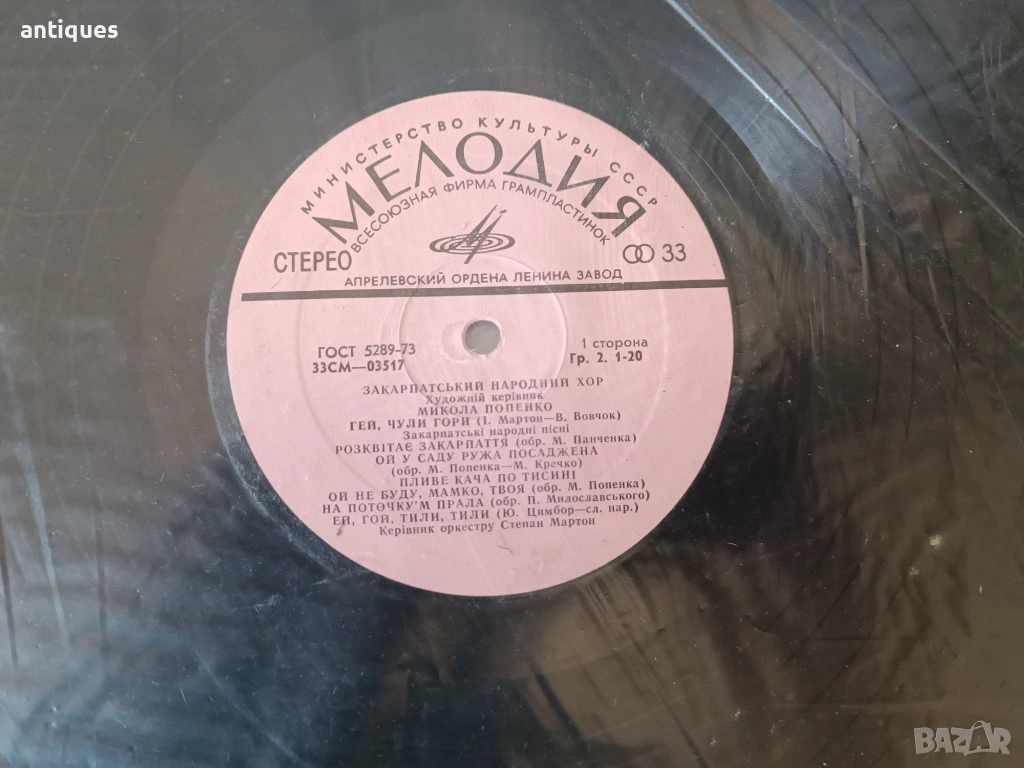 antiques
МИНИСТЕРСТВО КУЛЬТУРЫ СССР
МЕЛОДИЯ
ВСЕСОЮЗНАЯ ФИРМА ГРАМПЛАСТИНОК
СТЕРЕО
33
АПРЕЛЕВСКИЙ ОРДЕНА ЛЕНИНА ЗАВОД
ГОСТ 5289-73
1 сторона
33СМ—03517
Гр. 2. 1-20
ЗАКАРПАТСЬКИЙ НАРОДНИЙ ХОР
Художній керівник
МИКОЛА ПОПЕНКО
ГЕЙ, ЧУЛИ ГОРИ (І. Мартон—В. Вовчок)
Закарпатські народні пісні
РОЗКВІТАЄ ЗАКАРПАТТЯ (обр. М. Панченка)
ОЙ У САДУ РУЖА ПОСАДЖЕНА
(обр. М. Попенка—М. Кречко)
ПЛИВЕ КАЧА ПО ТИСИНІ
ОЙ НЕ БУДУ, МАМКО, ТВОЯ (обр. М. Попенка)
НА ПОТОЧКУ'М ПРАЛА (обр. П. Милославського)
ЕЙ, ГОЙ, ТИЛИ, ТИЛИ (Ю. Цимбор—сл. нар.)
Керівник оркестру Степан Мартон
BAZAR